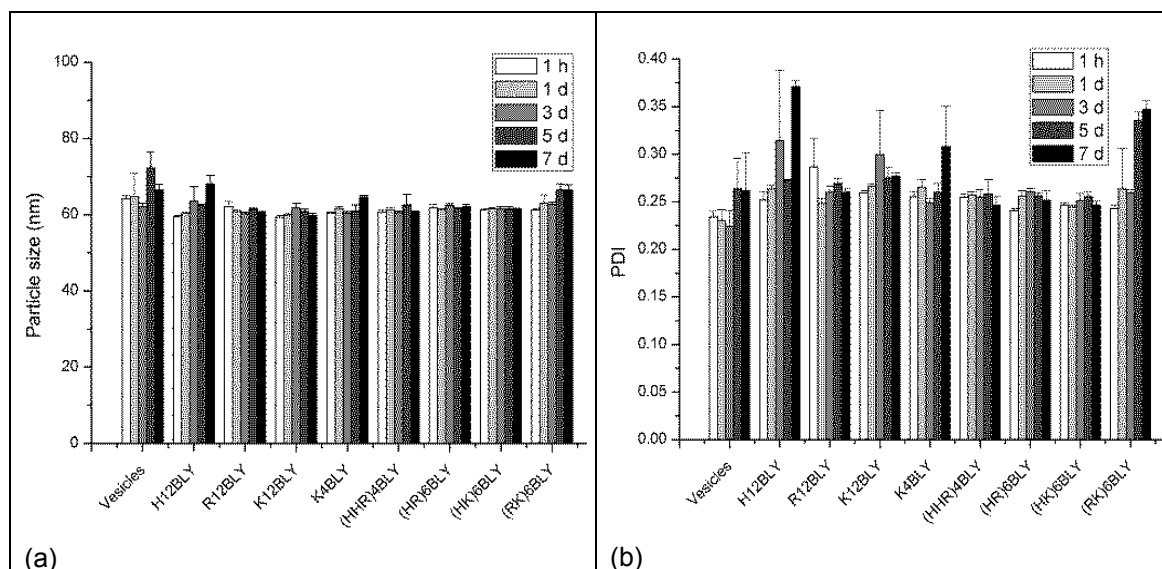 100
80
60
40
20
0
Particle size (nm)
1 h
1 d
3 d
5 d
7 d
Vesicles
H12BLY
R12BLY
K12BLY
K4BLY
(HHR)4BLY
(HR)6BLY
(HK)6BLY
(RK)6BLY
(a)
0.40
0.35
0.30
0.25
0.20
0.15
0.10
0.05
0.00
PDI
1 h
1 d
3 d
5 d
7 d
Vesicles
H12BLY
R12BLY
K12BLY
K4BLY
(HHR)4BLY
(HR)6BLY
(HK)6BLY
(RK)6BLY
(b)